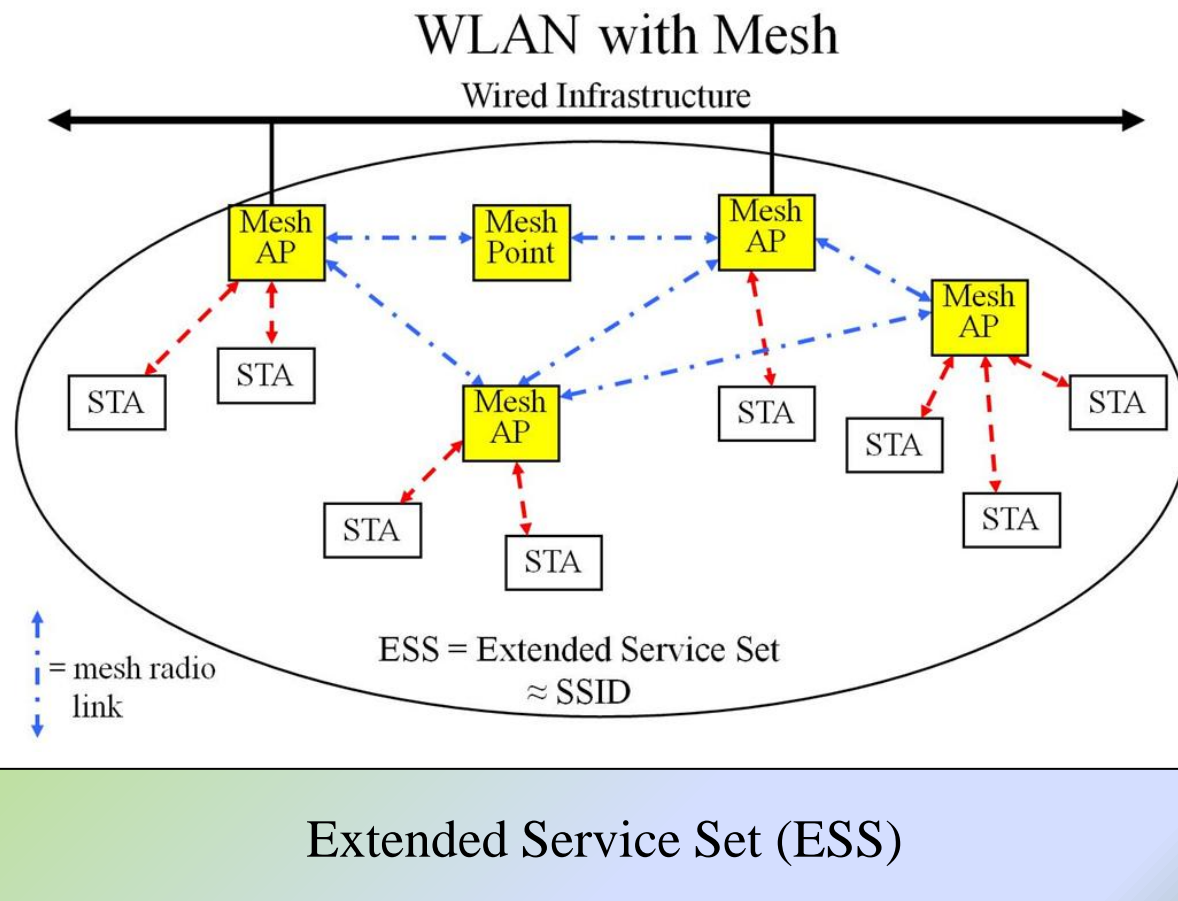 WLAN with Mesh
Wired Infrastructure
Mesh
AP
Mesh
Point
Mesh
AP
Mesh
AP
STA
STA
Mesh
AP
STA
STA
STA
STA
STA
STA
ESS = Extended Service Set
≈ SSID
= mesh radio
link
Extended Service Set (ESS)